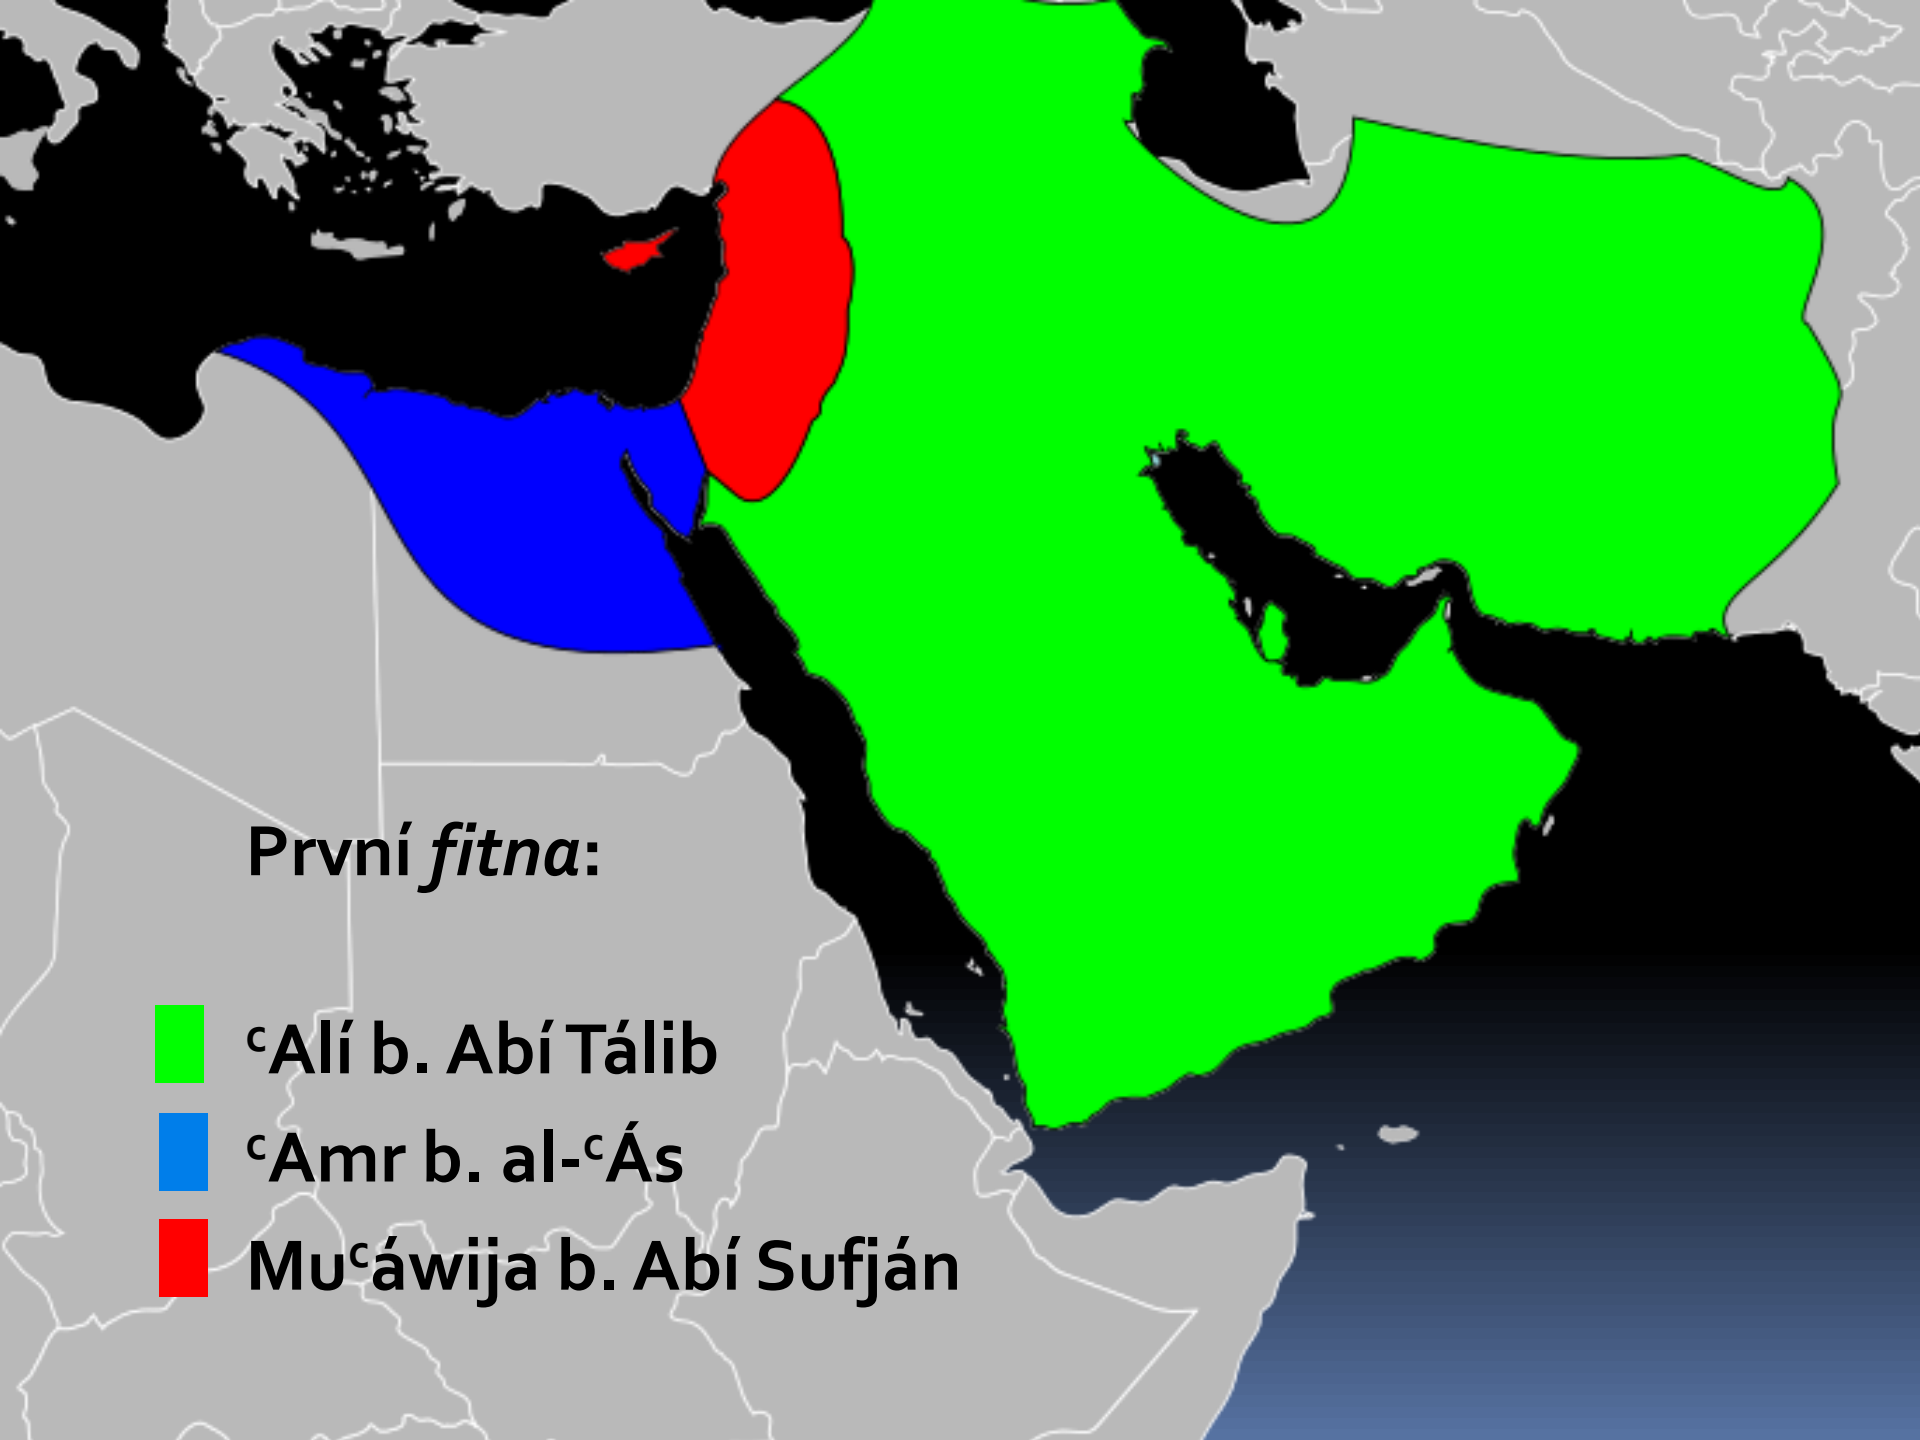 První fitna:
ᶜAlí b. Abí Tálib
ᶜAmr b. al-ᶜÁs
Muᶜáwija b. Abí Sufján